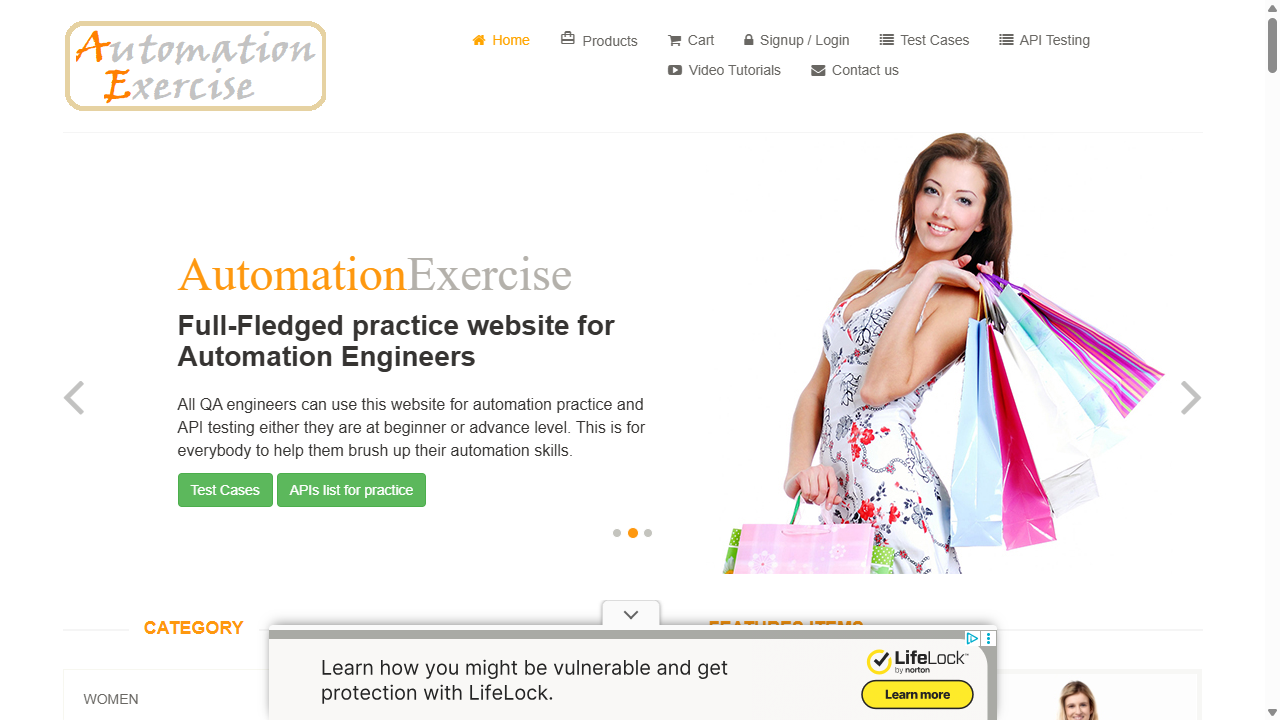 Automation
Exercise
Home
Products
Cart
Signup / Login
Test Cases
API Testing
Video Tutorials
Contact us
AutomationExercise
Full-Fledged practice website for
Automation Engineers
All QA engineers can use this website for automation practice and
API testing either they are at beginner or advance level. This is for
everybody to help them brush up their automation skills.
Test Cases
APIs list for practice
CATEGORY
FEATURES ITEMS
WOMEN
Learn how you might be vulnerable and get
protection with LifeLock.
LifeLock™
by norton
Learn more